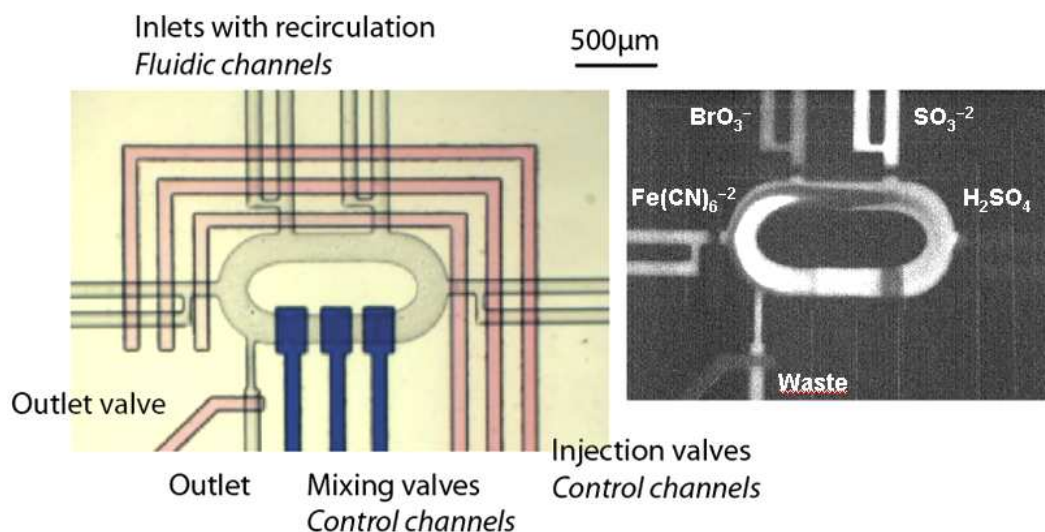 Inlets with recirculation
Fluidic channels
500μm
BrO₃⁻
SO₃⁻²
Fe(CN)₆⁻²
H₂SO₄
Outlet valve
Waste
Outlet
Mixing valves
Control channels
Injection valves
Control channels